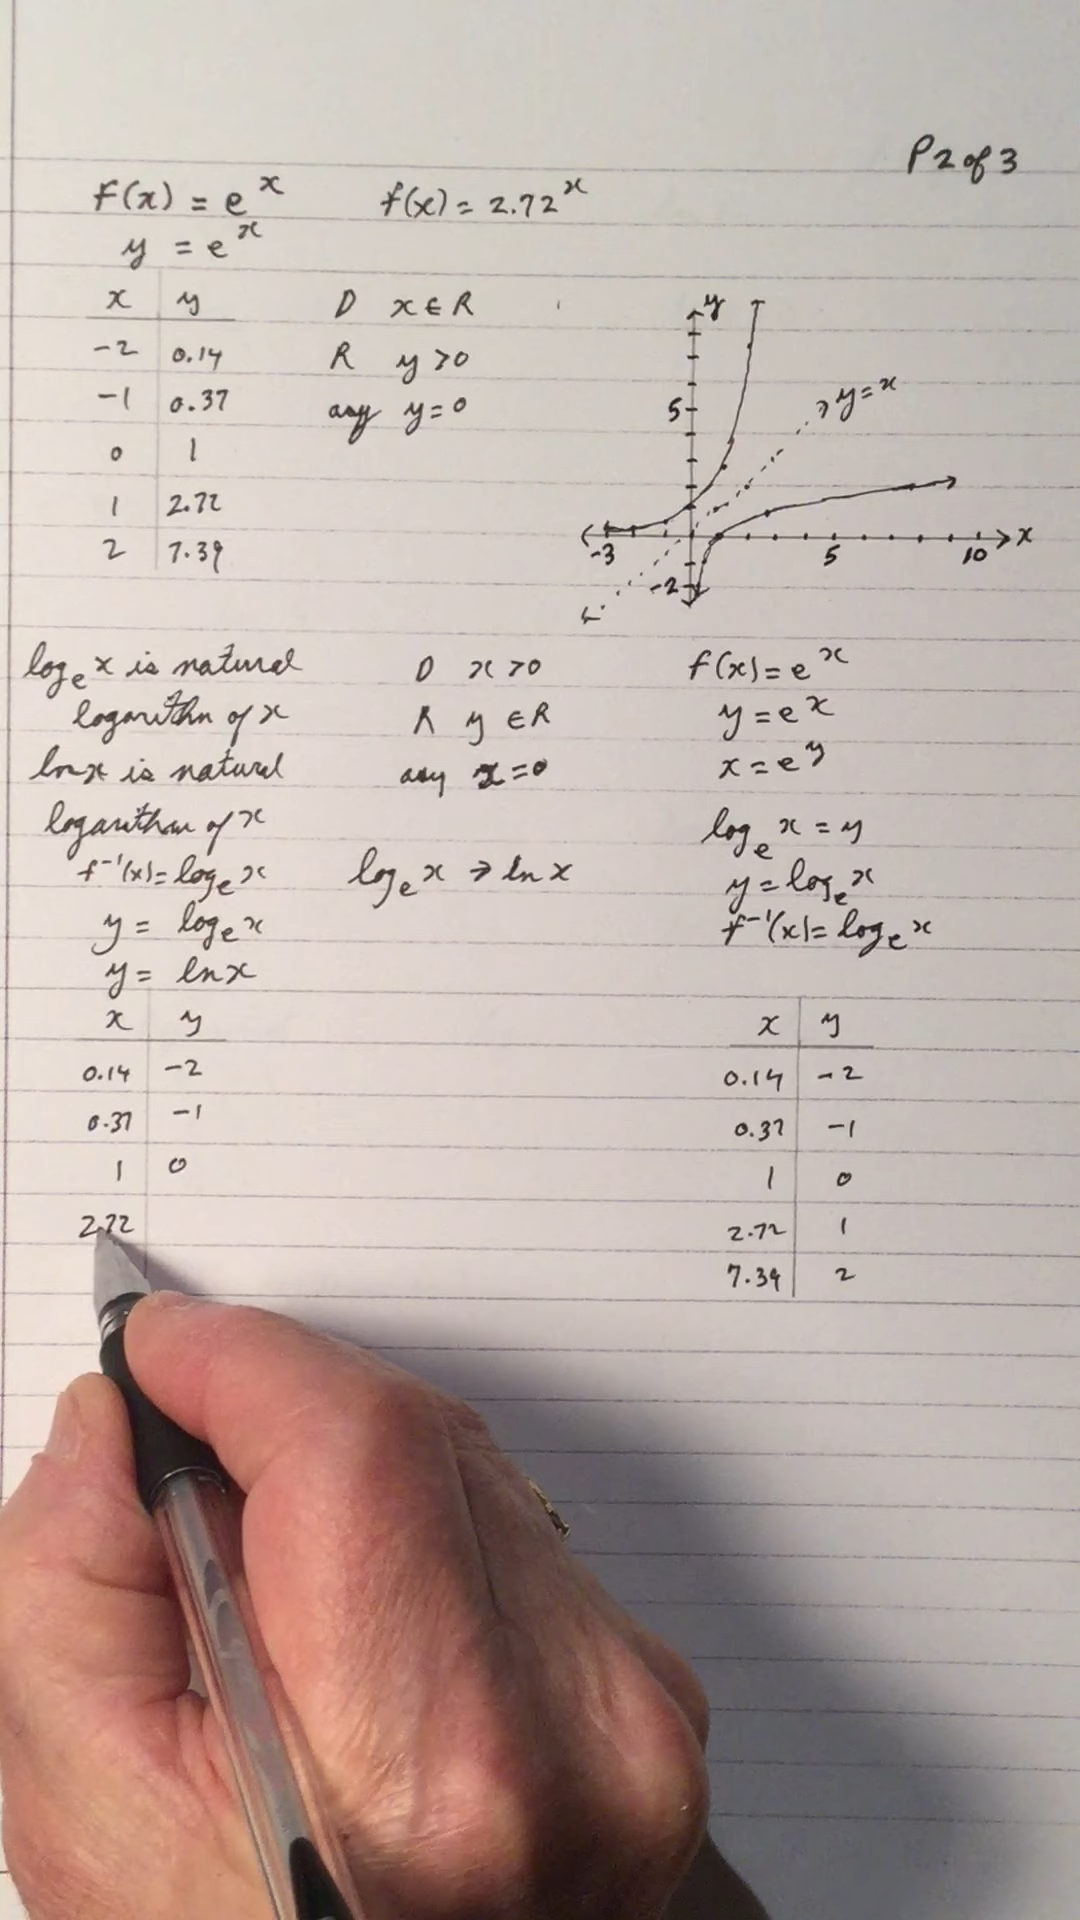 P2 of 3
f(x) = e^x
f(x) = 2.72^x
y = e^x
x y
-2 0.14
-1 0.37
0 1
1 2.72
2 7.39
D x ∈ R
R y > 0
asy y = 0
y
5
y = x
-3
5
10
x
-2
log_e x is natural
logarithm of x
ln x is natural
logarithm of x
f^-1(x) = log_e x
y = log_e x
y = ln x
D x > 0
R y ∈ R
asy x = 0
log_e x → ln x
f(x) = e^x
y = e^x
x = e^y
log_e x = y
y = log_e x
f^-1(x) = log_e x
x y
0.14 -2
0.37 -1
1 0
2.72
x y
0.14 -2
0.37 -1
1 0
2.72 1
7.39 2